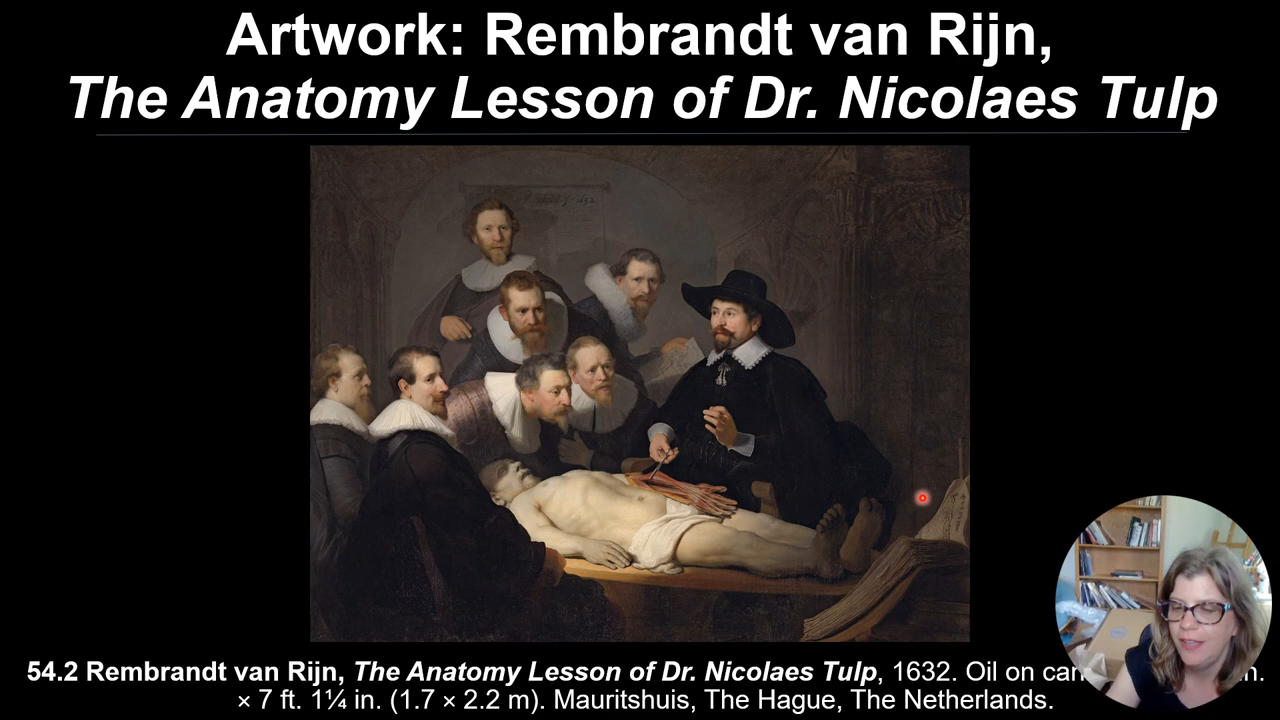 Artwork: Rembrandt van Rijn,
The Anatomy Lesson of Dr. Nicolaes Tulp
54.2 Rembrandt van Rijn, The Anatomy Lesson of Dr. Nicolaes Tulp, 1632. Oil on
× 7 ft. 1¼ in. (1.7 × 2.2 m). Mauritshuis, The Hague, The Netherlands.